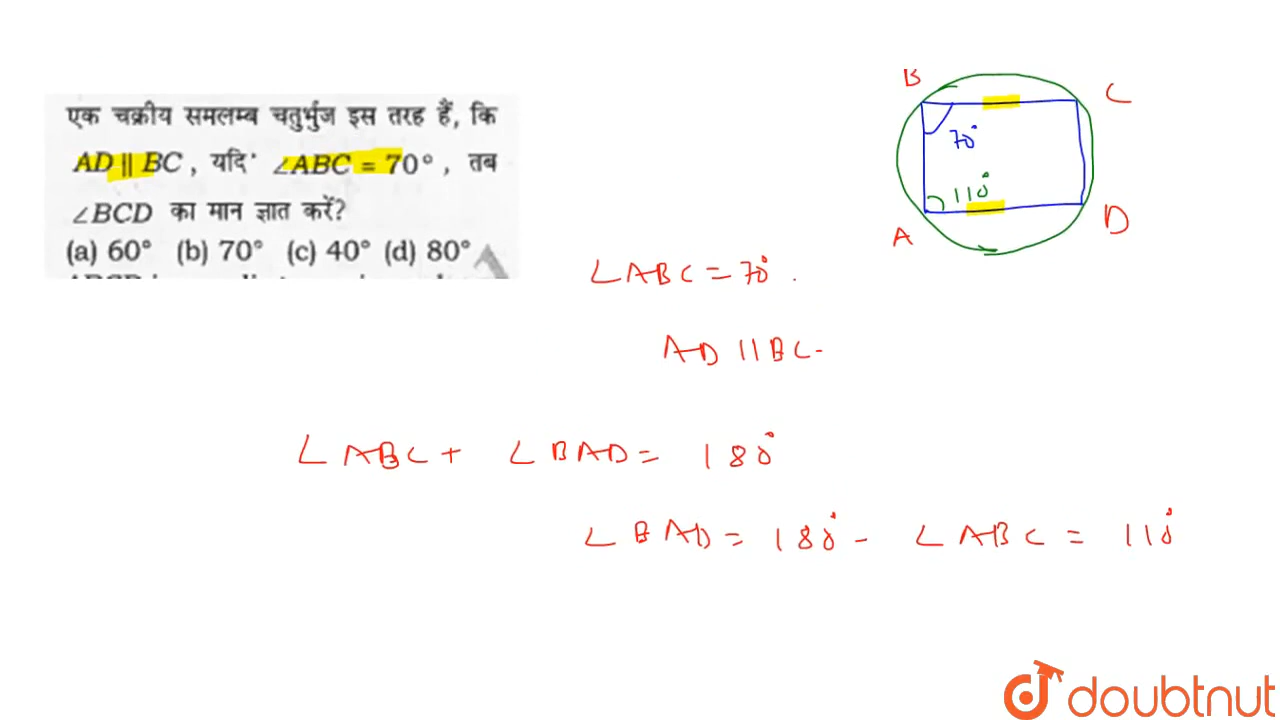 एक चक्रीय समलम्ब चतुर्भुज इस तरह हैं, कि
AD || BC, यदि ∠ABC = 70°, तब
∠BCD का मान ज्ञात करें?
(a) 60° (b) 70° (c) 40° (d) 80°
B
C
70°
110°
A
D
∠ABC = 70°.
AD || BC.
∠ABC + ∠BAD = 180°
∠BAD = 180° - ∠ABC = 110°
doubtnut